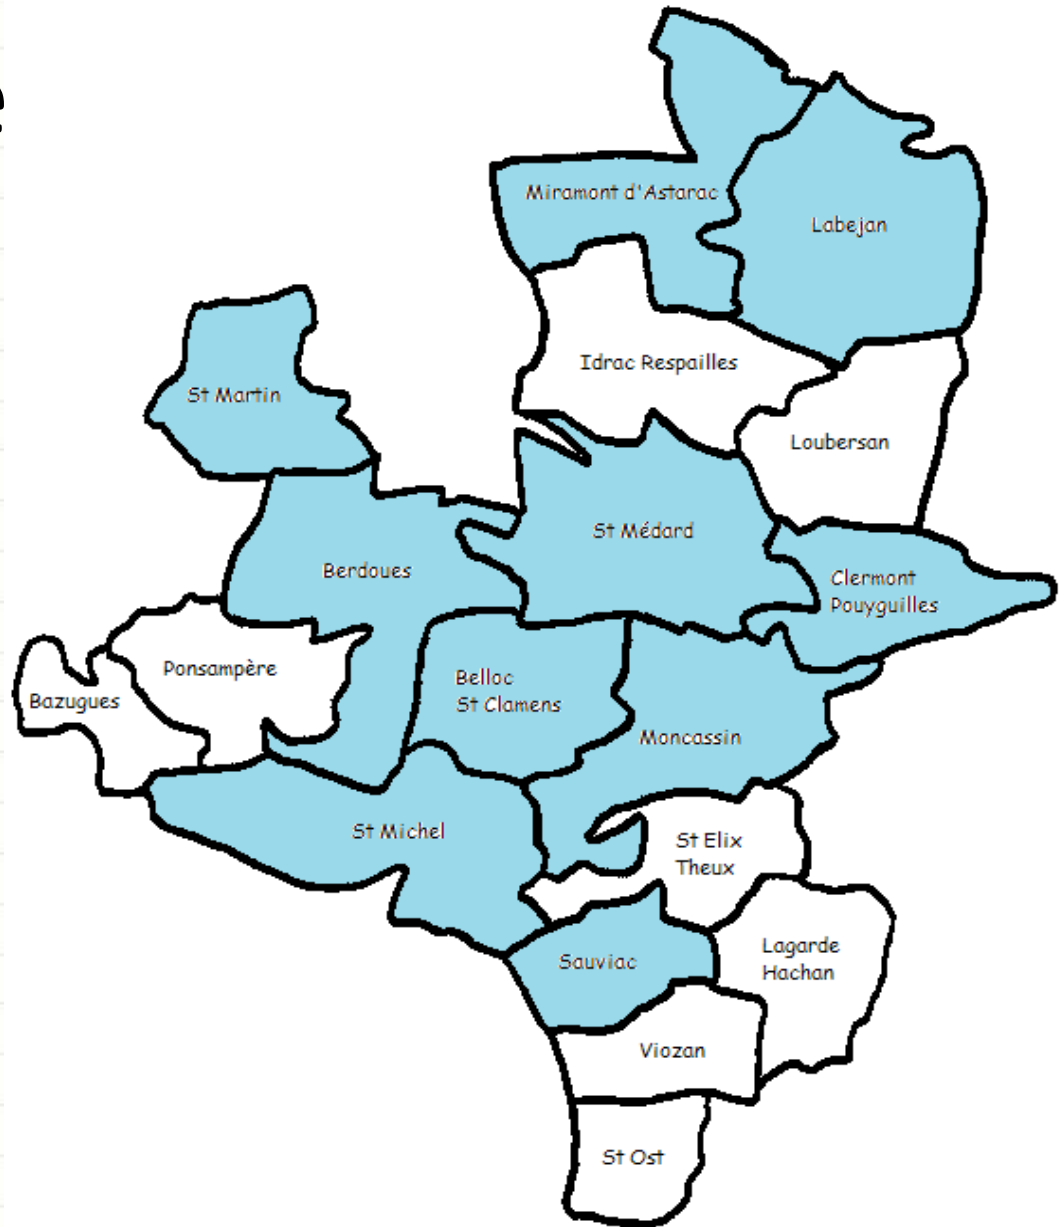 Miramont d'Astarac
Labejan
Idrac Respailles
St Martin
Loubersan
St Médard
Berdoues
Clermont
Pouyguilles
Ponsampère
Belloc
St Clamens
Bazugues
Moncassin
St Michel
St Elix
Theux
Sauviac
Lagarde
Hachan
Viozan
St Ost